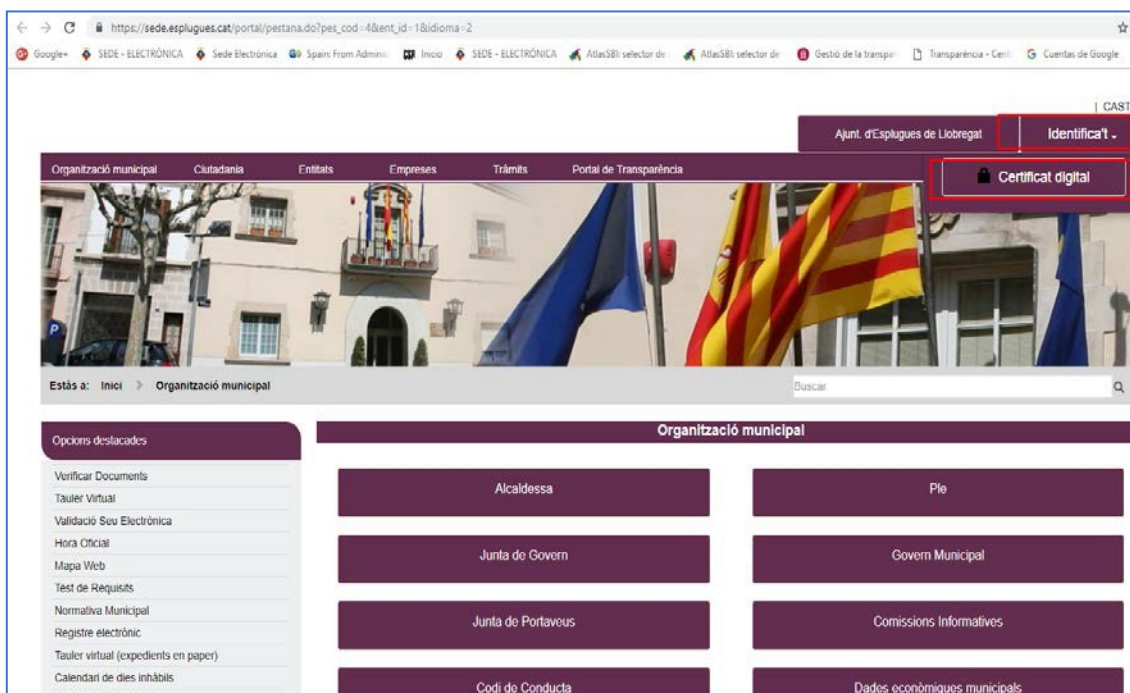 https://sede.esplugues.cat/portal/pestana.do?pes_cod=4&ent_id=1&idioma=2
Google+ SEDE - ELECTRÓNICA Sede Electrónica Spain: From Admini Inicio SEDE - ELECTRÓNICA AtlasSBI: selector de AtlasSBI: selector de Gestió de la transpar Transparència - Cent Cuentas de Google
| CAST
Ajunt. d'Esplugues de Llobregat Identifica't
Organització municipal Ciutadania Entitats Empreses Tràmits Portal de Transparència
Certificat digital
P
Estàs a: Inici > Organització municipal
Buscar
Opcions destacades
Verificar Documents
Tauler Virtual
Validació Seu Electrònica
Hora Oficial
Mapa Web
Test de Requisits
Normativa Municipal
Registre electrònic
Tauler virtual (expedients en paper)
Calendari de dies inhàbils
Organització municipal
Alcaldessa Ple
Junta de Govern Govern Municipal
Junta de Portaveus Comissions Informatives
Codi de Conducta Dades econòmiques municipals